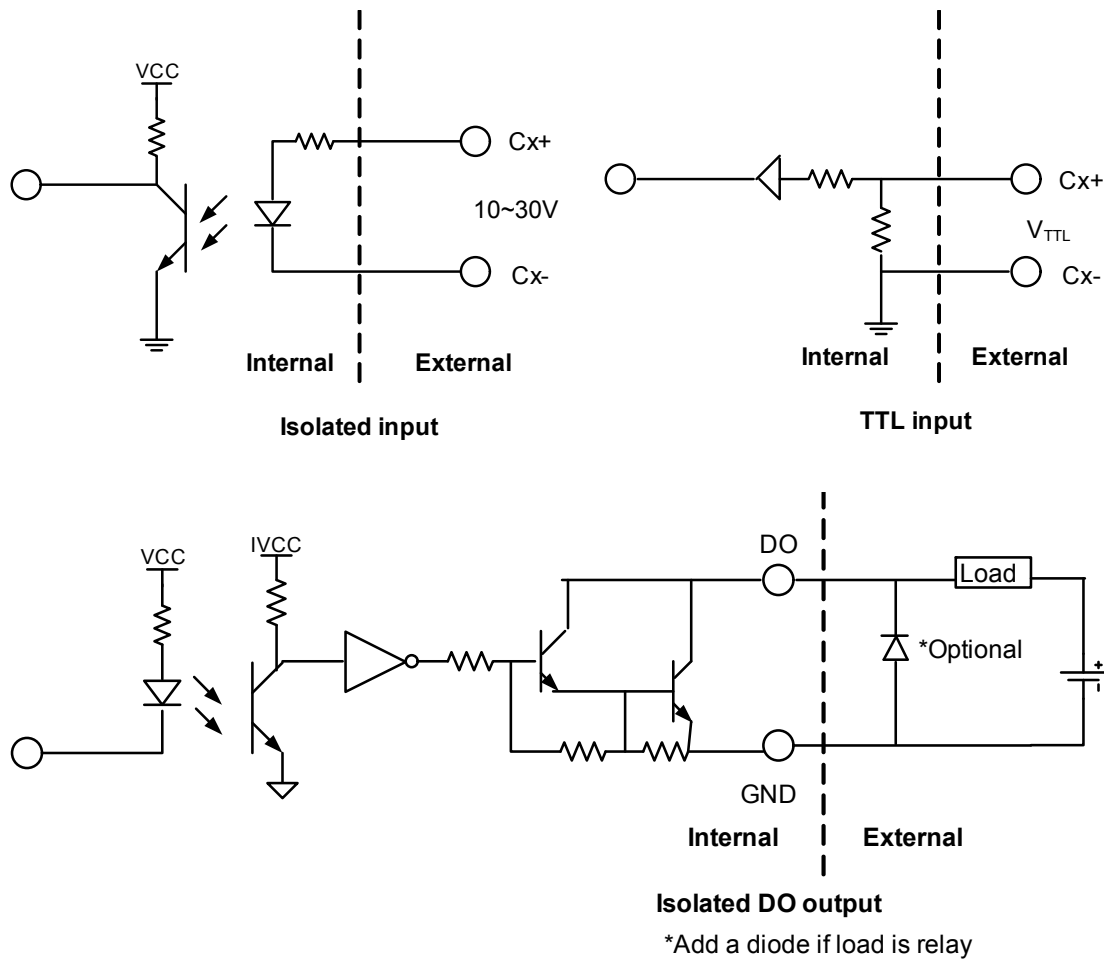 VCC
Cx+
10~30V
Cx-
Internal
External
Isolated input
Cx+
VTTL
Cx-
Internal
External
TTL input
VCC
IVCC
DO
Load
*Optional
+
-
GND
Internal
External
Isolated DO output
*Add a diode if load is relay